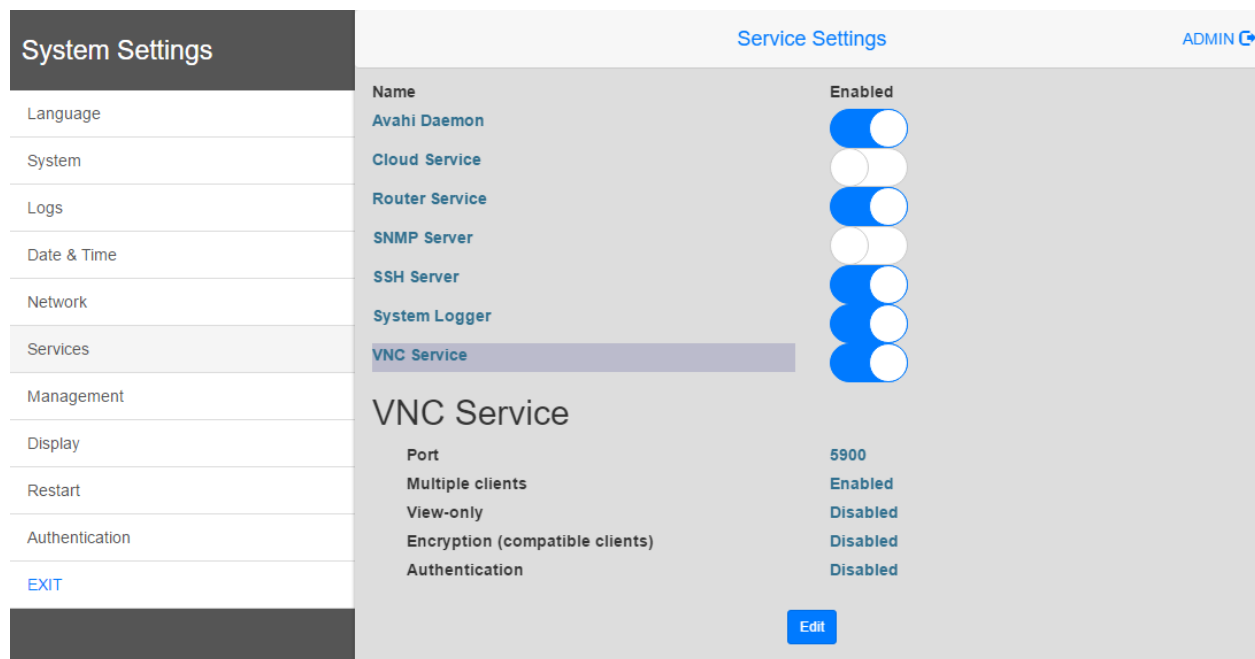 System Settings
Language
System
Logs
Date & Time
Network
Services
Management
Display
Restart
Authentication
EXIT
Service Settings
ADMIN
Name Enabled
Avahi Daemon
Cloud Service
Router Service
SNMP Server
SSH Server
System Logger
VNC Service
VNC Service
Port 5900
Multiple clients Enabled
View-only Disabled
Encryption (compatible clients) Disabled
Authentication Disabled
Edit